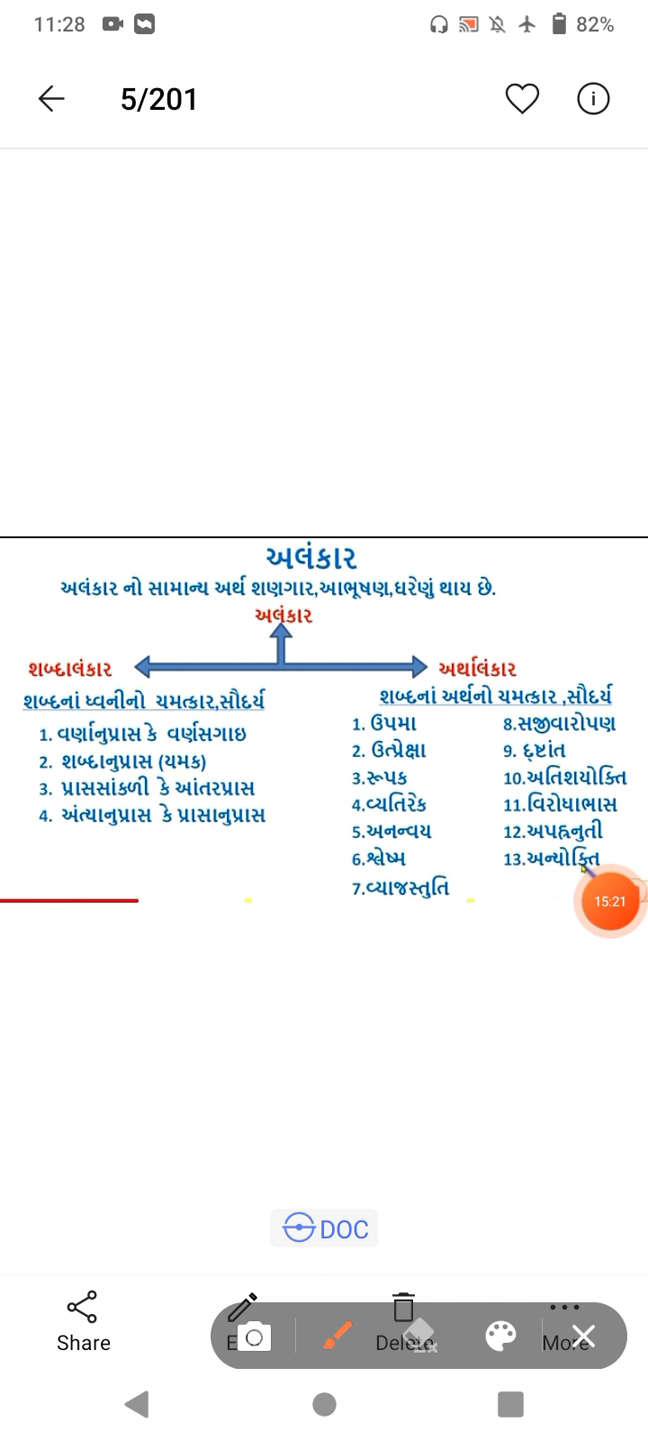 11:28
82%
5/201
અલંકાર
અલંકાર નો સામાન્ય અર્થ શણગાર,આભૂષણ,ઘરેણું થાય છે.
અલંકાર
શબ્દાલંકાર
શબ્દનાં ધ્વનીનો ચમત્કાર,સૌદર્ય
1. વર્ણાનુપ્રાસ કે વર્ણસગાઇ
2. શબ્દાનુપ્રાસ (યમક)
3. પ્રાસસાંકળી કે આંતરપ્રાસ
4. અંત્યાનુપ્રાસ કે પ્રાસાનુપ્રાસ
અર્થાલંકાર
શબ્દનાં અર્થનો ચમત્કાર ,સૌદર્ય
1. ઉપમા
2. ઉત્પ્રેક્ષા
3.રૂપક
4.વ્યતિરેક
5.અનન્વય
6.શ્લેષ્મ
7.વ્યાજસ્તુતિ
8.સજીવારોપણ
9. દૃષ્ટાંત
10.અતિશયોક્તિ
11.વિરોધાભાસ
12.અપહ્નુતી
13.અન્યોક્તિ
15:21
DOC
Share
Delete
More